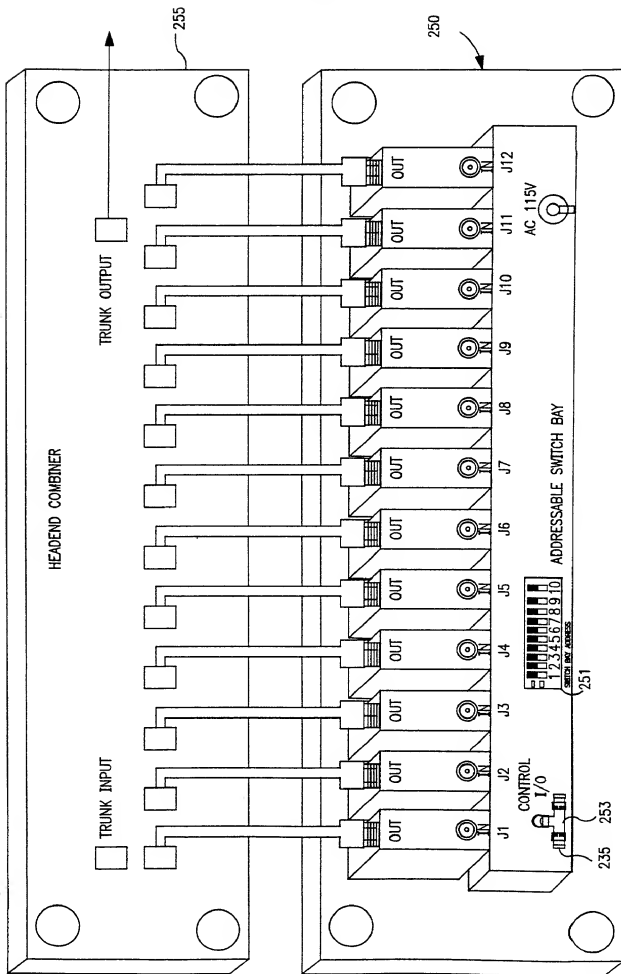 255
HEADEND COMBINER
TRUNK INPUT
TRUNK OUTPUT
250
OUT OUT OUT OUT OUT OUT OUT OUT OUT OUT OUT OUT
IN IN IN IN IN IN IN IN IN IN IN IN
J1 J2 J3 J4 J5 J6 J7 J8 J9 J10 J11 J12
CONTROL
I/O
1 2 3 4 5 6 7 8 9 10
SWITCH BAY ADDRESS
ADDRESSABLE SWITCH BAY
AC 115V
235
253
251